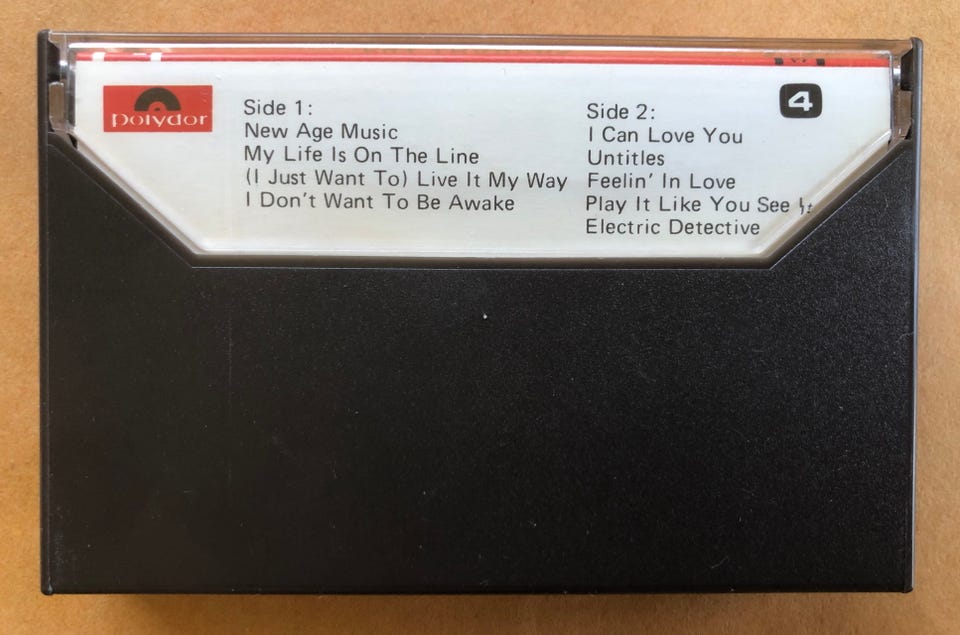 polydor
Side 1:
New Age Music
My Life Is On The Line
(I Just Want To) Live It My Way
I Don't Want To Be Awake
4
Side 2:
I Can Love You
Untitles
Feelin' In Love
Play It Like You See It
Electric Detective